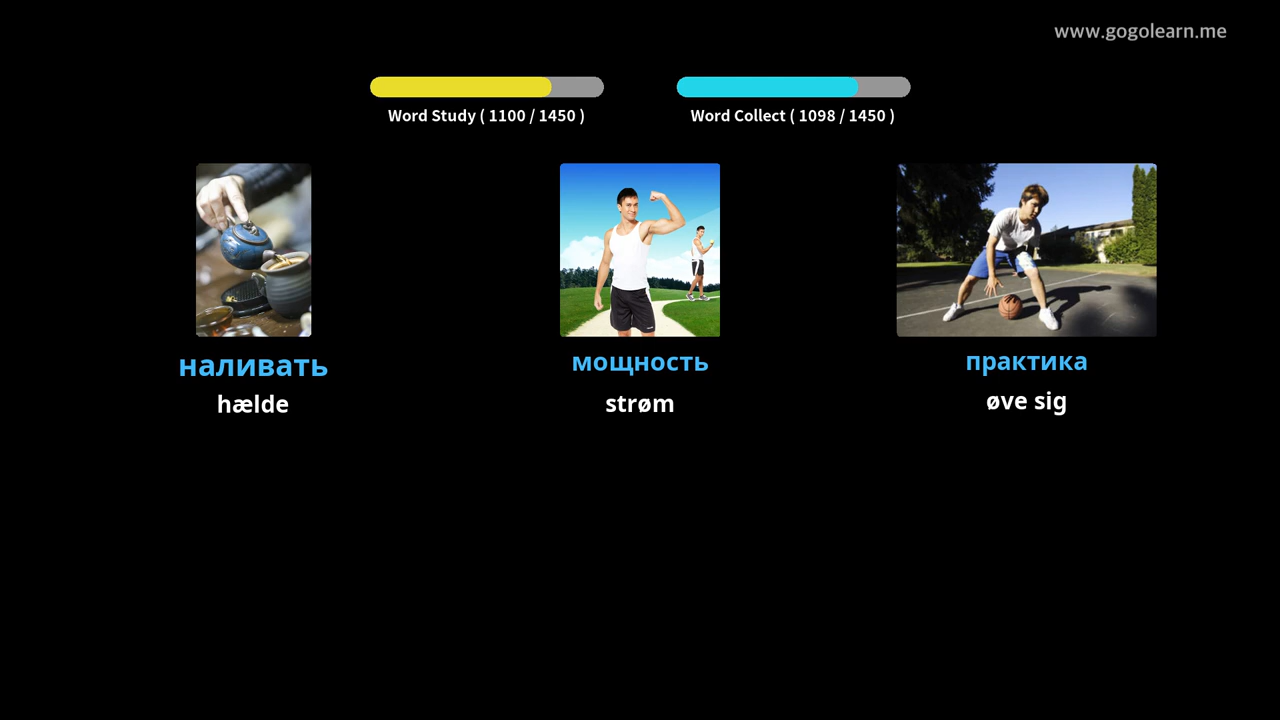 www.gogolearn.me
Word Study ( 1100 / 1450 )
Word Collect ( 1098 / 1450 )
наливать
мощность
практика
hælde
strøm
øve sig